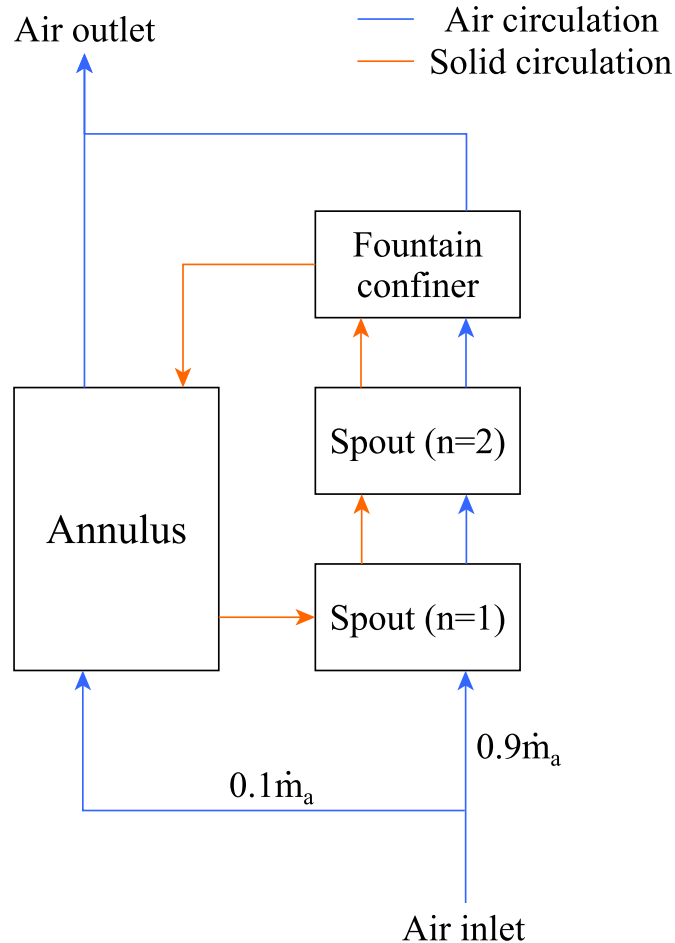 Air outlet
Air circulation
Solid circulation
Fountain
confiner
Spout (n=2)
Annulus
Spout (n=1)
0.9ṁₐ
0.1ṁₐ
Air inlet